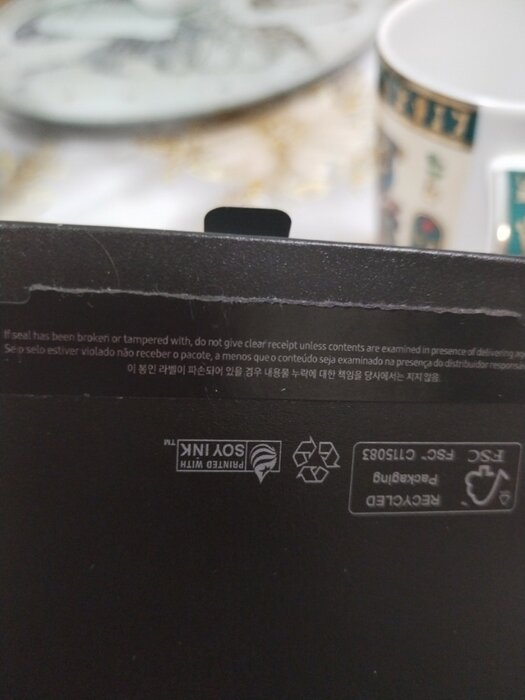 If seal has been broken or tampered with, do not give clear receipt unless contents are examined in presence of delivering
Se o selo estiver violado não receber o pacote, a menos que o conteúdo seja examinado na presença do distribuidor
이 봉인 라벨이 파손되어 있을 경우 내용물 누락에 대한 책임을 당사에서는 지지 않음.
RECYCLED
Packaging
FSC™ C115083
FSC
PRINTED WITH
SOY INK™